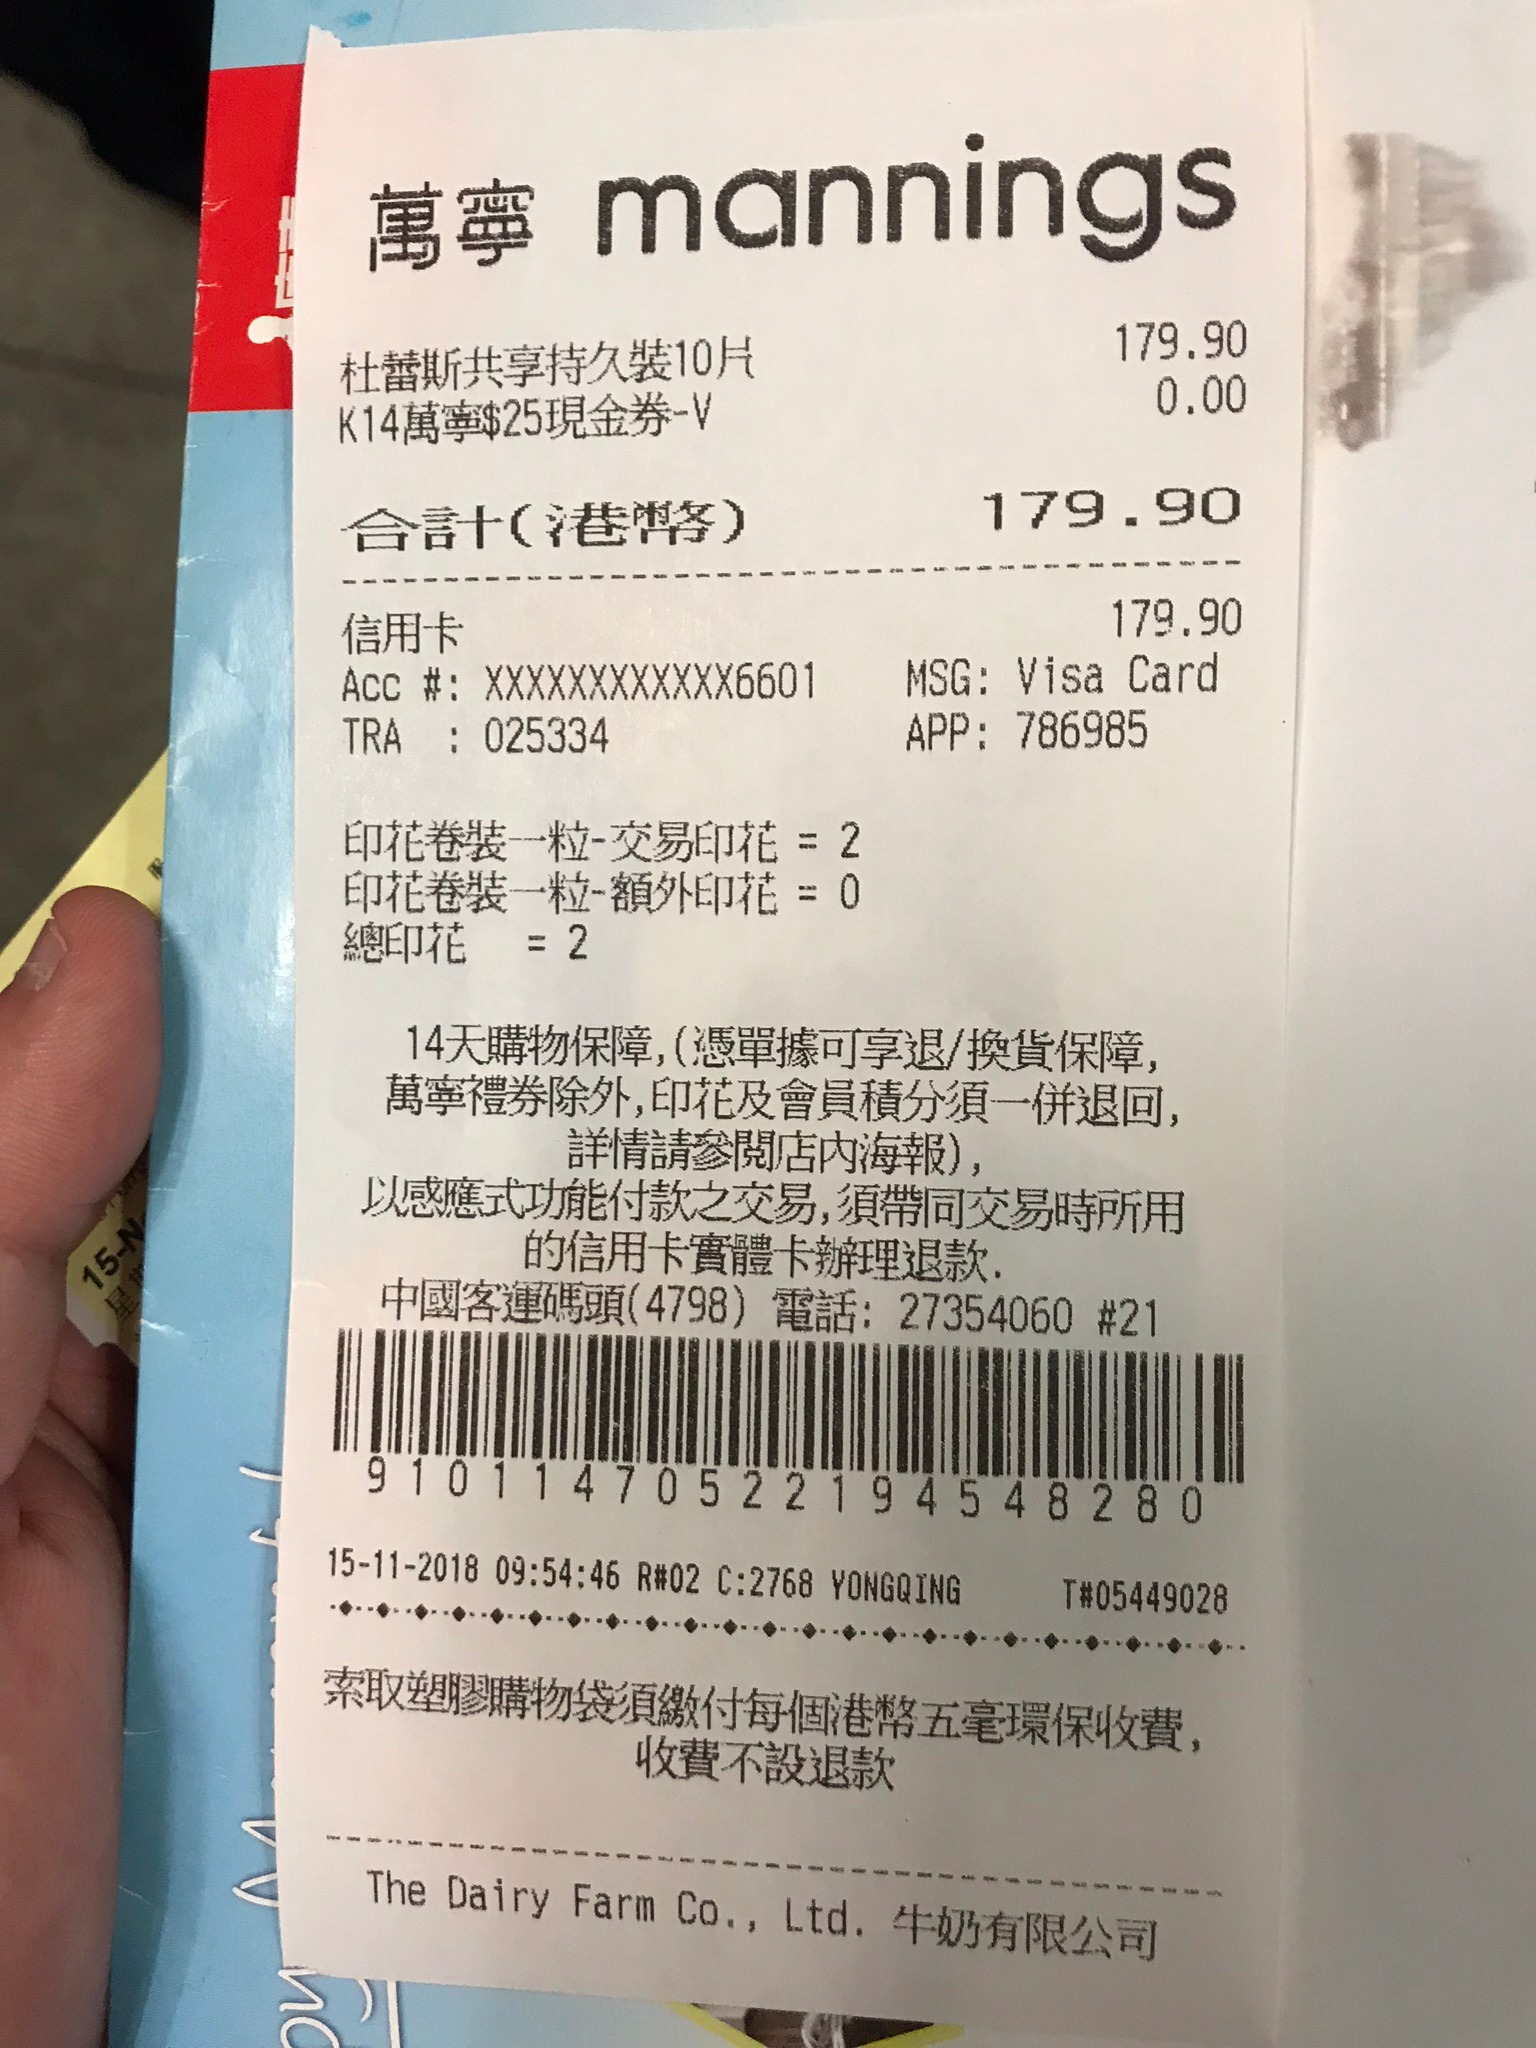 萬寧 mannings
杜蕾斯共享持久裝10片 179.90
K14萬寧$25現金券-V 0.00
合計(港幣) 179.90
信用卡 179.90
Acc #: XXXXXXXXXXXX6601 MSG: Visa Card
TRA : 025334 APP: 786985
印花卷裝一粒-交易印花 = 2
印花卷裝一粒-額外印花 = 0
總印花 = 2
14天購物保障,(憑單據可享退/換貨保障,
萬寧禮券除外,印花及會員積分須一併退回,
詳情請參閱店內海報),
以感應式功能付款之交易,須帶同交易時所用
的信用卡實體卡辦理退款.
中國客運碼頭(4798) 電話: 27354060 #21
91011470522194548280
15-11-2018 09:54:46 R#02 C:2768 YONGQING T#05449028
索取塑膠購物袋須繳付每個港幣五毫環保收費,
收費不設退款
The Dairy Farm Co., Ltd. 牛奶有限公司